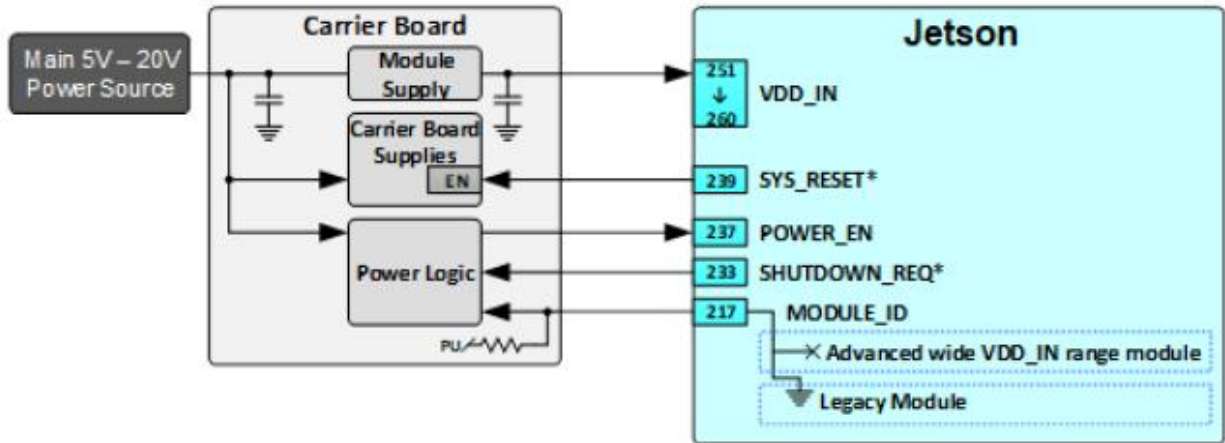 Carrier Board
Main 5V – 20V
Power Source
Module
Supply
Carrier Board
Supplies
EN
Power Logic
PU
Jetson
251
↓
260
VDD_IN
239
SYS_RESET*
237
POWER_EN
233
SHUTDOWN_REQ*
217
MODULE_ID
Advanced wide VDD_IN range module
Legacy Module